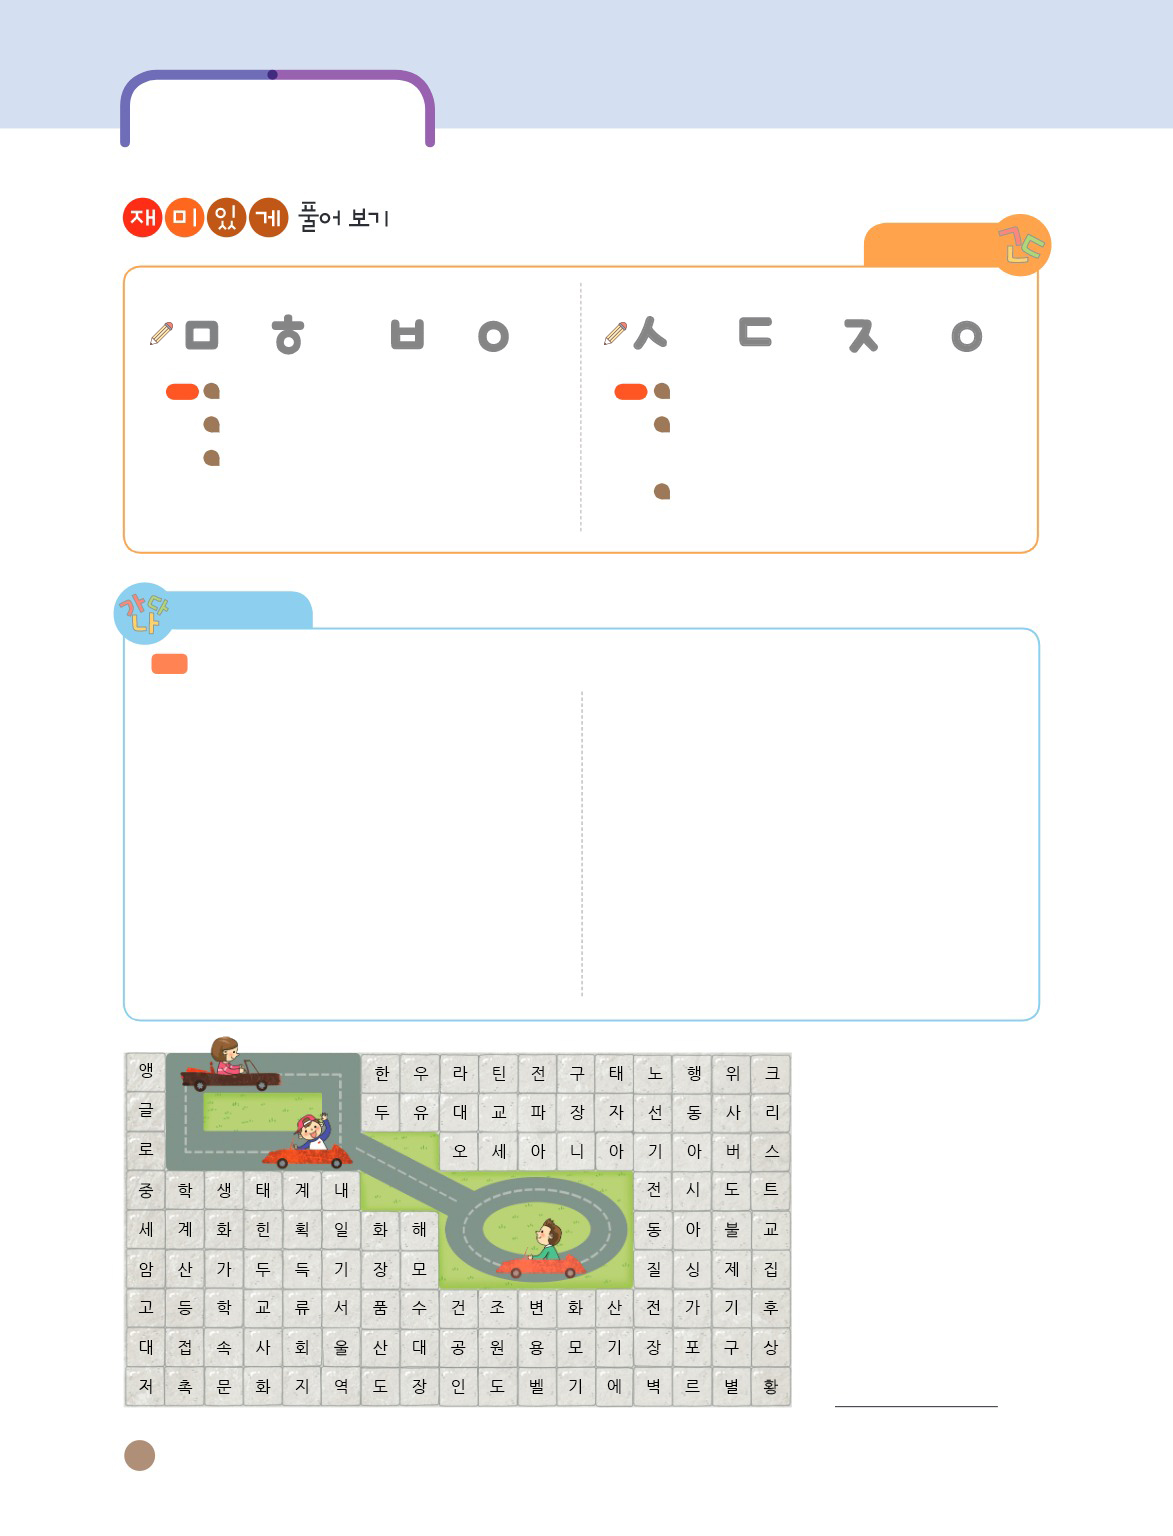 재미있게 풀어 보기
ㄱㄴㄷ
ㅁ ㅎ ㅂ ㅇ
ㅅ ㄷ ㅈ ㅇ
가나다
앵 한 우 라 틴 전 구 태 노 행 위 크
글 두 유 대 교 파 장 자 선 동 사 리
로 오 세 아 니 아 기 아 버 스
중 학 생 태 계 내 전 시 도 트
세 계 화 힌 획 일 화 해 동 아 불 교
암 산 가 두 득 기 장 모 질 싱 제 집
고 등 학 교 류 서 품 수 건 조 변 화 산 전 가 기 후
대 접 속 사 회 울 산 대 공 원 용 모 기 장 포 구 상
저 촉 문 화 지 역 도 장 인 도 벨 기 에 벽 르 별 황